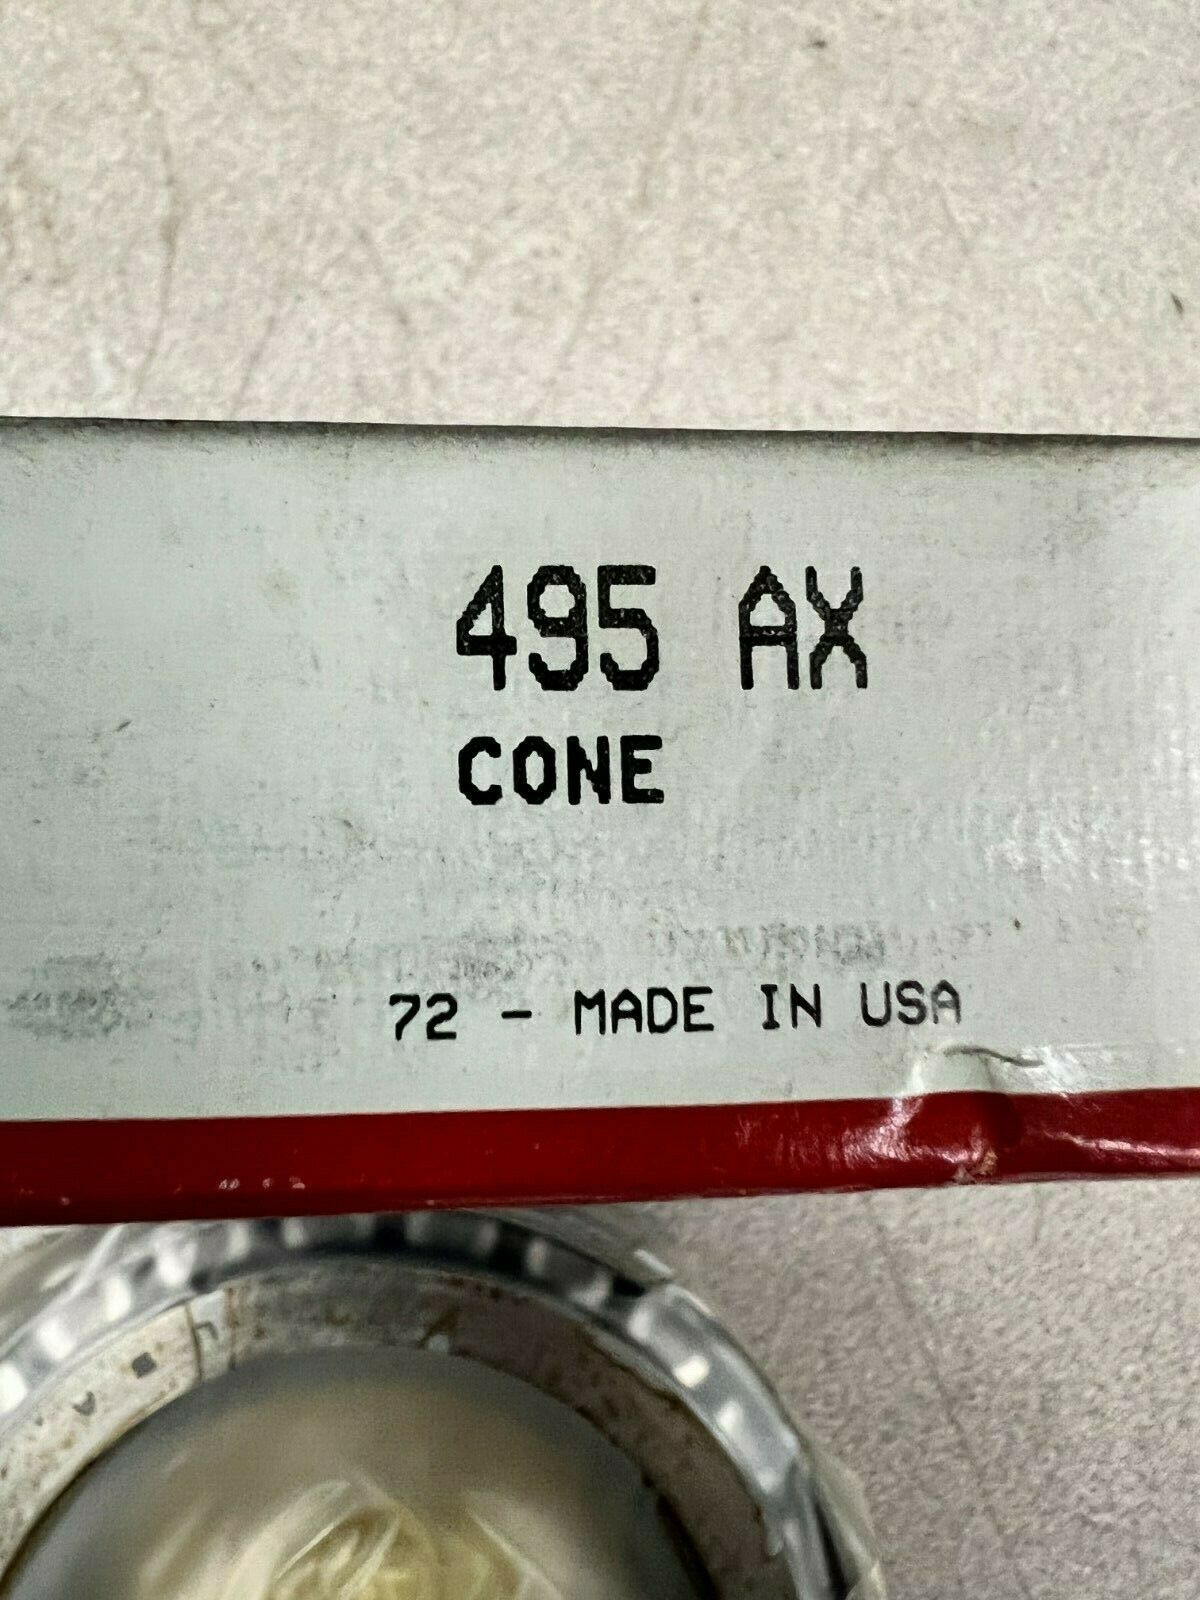 495 AX
CONE
72 - MADE IN USA